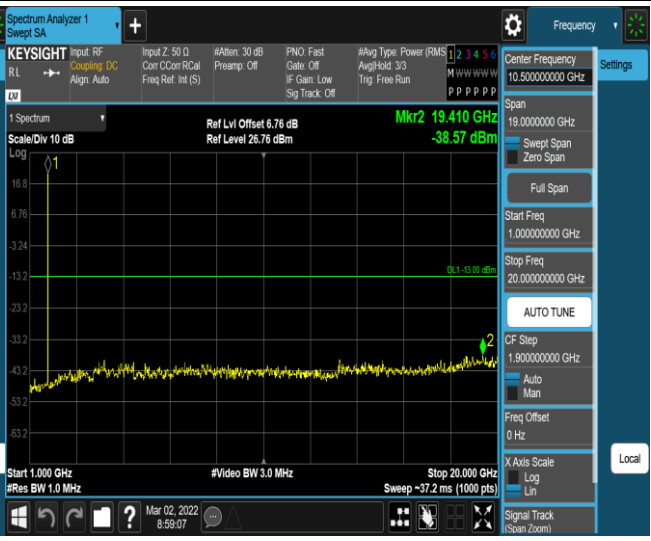 Spectrum Analyzer 1
Swept SA
+
Frequency
KEYSIGHT
RL
LXI
Input: RF
Coupling: DC
Align: Auto
Input Z: 50 Ω
Corr CCorr RCal
Freq Ref: Int (S)
#Atten: 30 dB
Preamp: Off
PNO: Fast
Gate: Off
IF Gain: Low
Sig Track: Off
#Avg Type: Power (RMS
Avg|Hold: 3/3
Trig: Free Run
1 2 3 4 5 6
M W W W W W
P P P P P P
1 Spectrum
Scale/Div 10 dB
Log
Ref Lvl Offset 6.76 dB
Ref Level 26.76 dBm
Mkr2 19.410 GHz
-38.57 dBm
1
16.8
6.76
-3.24
-13.2
-23.2
-33.2
-43.2
-53.2
-63.2
DL1 -13.00 dBm
2
Start 1.000 GHz
#Res BW 1.0 MHz
#Video BW 3.0 MHz
Stop 20.000 GHz
Sweep ~37.2 ms (1000 pts)
Mar 02, 2022
8:59:07
?
Center Frequency
10.500000000 GHz
Span
19.0000000 GHz
Swept Span
Zero Span
Full Span
Start Freq
1.000000000 GHz
Stop Freq
20.000000000 GHz
AUTO TUNE
CF Step
1.900000000 GHz
Auto
Man
Freq Offset
0 Hz
X Axis Scale
Log
Lin
Signal Track
(Span Zoom)
Settings
Local